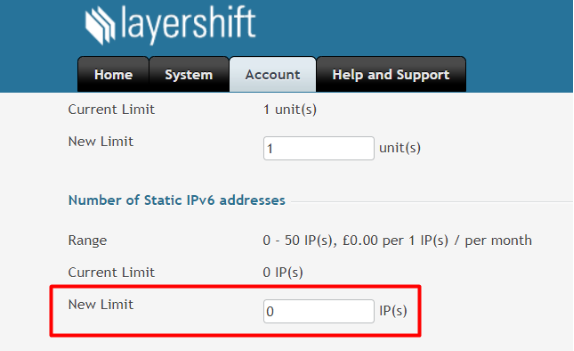 layershift
Home System Account Help and Support
Current Limit 1 unit(s)
New Limit 1 unit(s)
Number of Static IPv6 addresses
Range 0 - 50 IP(s), £0.00 per 1 IP(s) / per month
Current Limit 0 IP(s)
New Limit 0 IP(s)